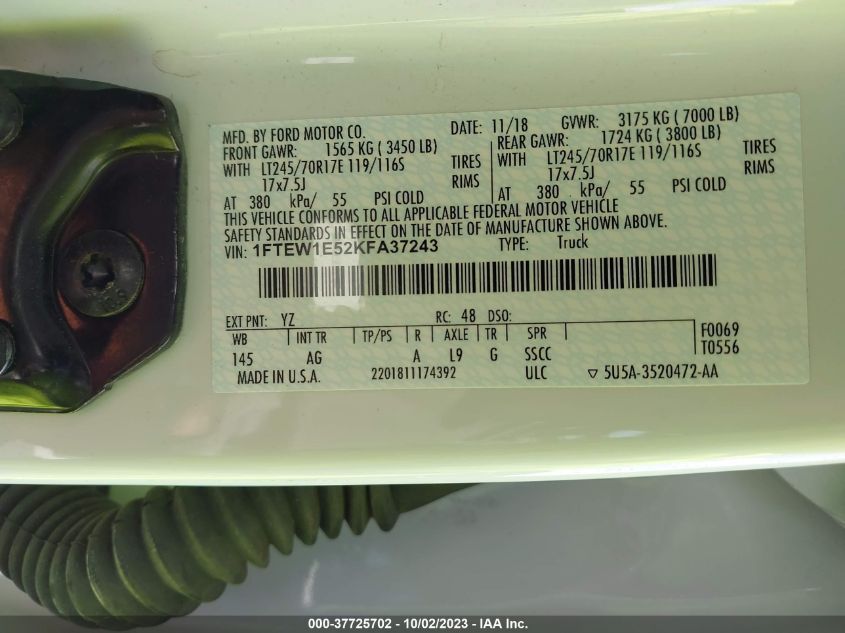 MFD. BY FORD MOTOR CO. DATE: 11/18 GVWR: 3175 KG ( 7000 LB)
FRONT GAWR: 1565 KG ( 3450 LB) REAR GAWR: 1724 KG ( 3800 LB)
WITH LT245/70R17E 119/116S TIRES WITH LT245/70R17E 119/116S TIRES
17x7.5J RIMS 17x7.5J RIMS
AT 380 kPa/ 55 PSI COLD AT 380 kPa/ 55 PSI COLD
THIS VEHICLE CONFORMS TO ALL APPLICABLE FEDERAL MOTOR VEHICLE
SAFETY STANDARDS IN EFFECT ON THE DATE OF MANUFACTURE SHOWN ABOVE.
VIN: 1FTEW1E52KFA37243 TYPE: Truck
EXT PNT: YZ RC: 48 DSO:
WB INT TR TP/PS R AXLE TR SPR F0069
145 AG A L9 G SSCC T0556
MADE IN U.S.A. 2201811174392 ULC ▽ 5U5A-3520472-AA
000-37725702 - 10/02/2023 - IAA Inc.